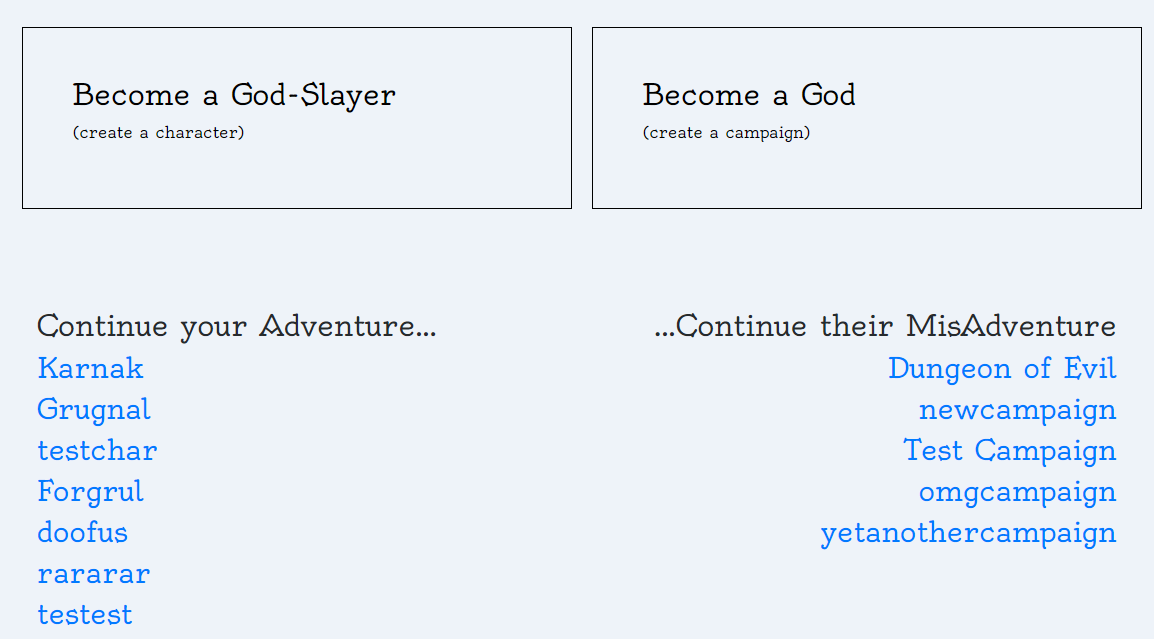 Become a God-Slayer
(create a character)
Become a God
(create a campaign)
Continue your Adventure...
Karnak
Grugnal
testchar
Forgrul
doofus
rararar
testest
...Continue their MisAdventure
Dungeon of Evil
newcampaign
Test Campaign
omgcampaign
yetanothercampaign